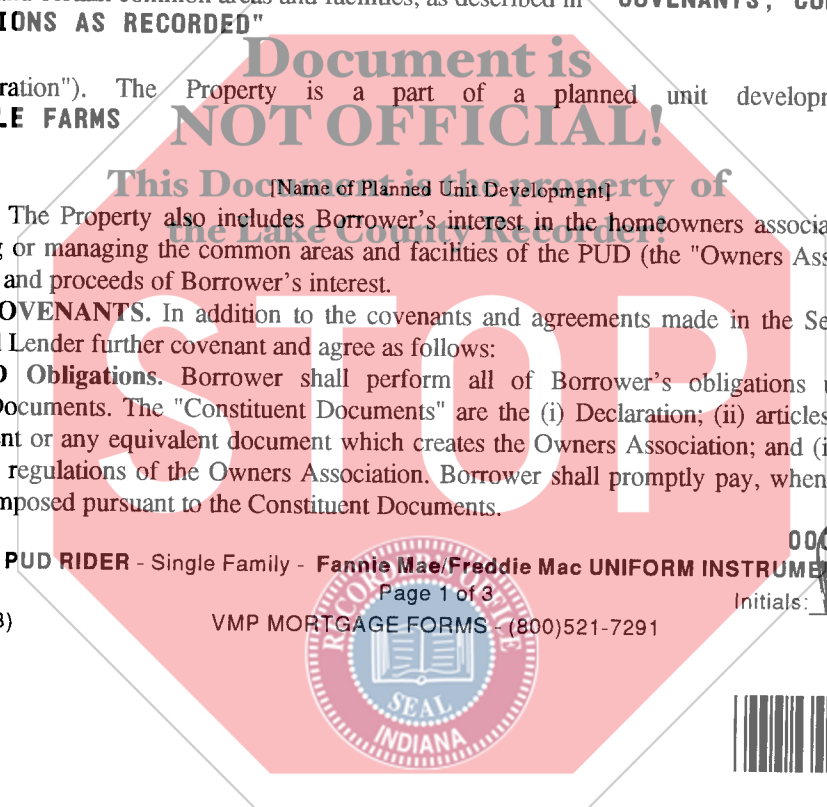 IONS AS RECORDED"
Document is
ration"). The Property is a part of a planned unit developm
LE FARMS
NOT OFFICIAL!
This Document is the property of
[Name of Planned Unit Development]
The Property also includes Borrower's interest in the homeowners associa
the Lake County Recorder!
g or managing the common areas and facilities of the PUD (the "Owners Ass
and proceeds of Borrower's interest.
OVENANTS. In addition to the covenants and agreements made in the Se
l Lender further covenant and agree as follows:
D Obligations. Borrower shall perform all of Borrower's obligations u
Documents. The "Constituent Documents" are the (i) Declaration; (ii) articles
nt or any equivalent document which creates the Owners Association; and (i
regulations of the Owners Association. Borrower shall promptly pay, when
mposed pursuant to the Constituent Documents.
STOP
000
PUD RIDER - Single Family - Fannie Mae/Freddie Mac UNIFORM INSTRUME
Page 1 of 3
Initials:
3)
VMP MORTGAGE FORMS - (800)521-7291
RECORDER'S OFFICE
SEAL
INDIANA